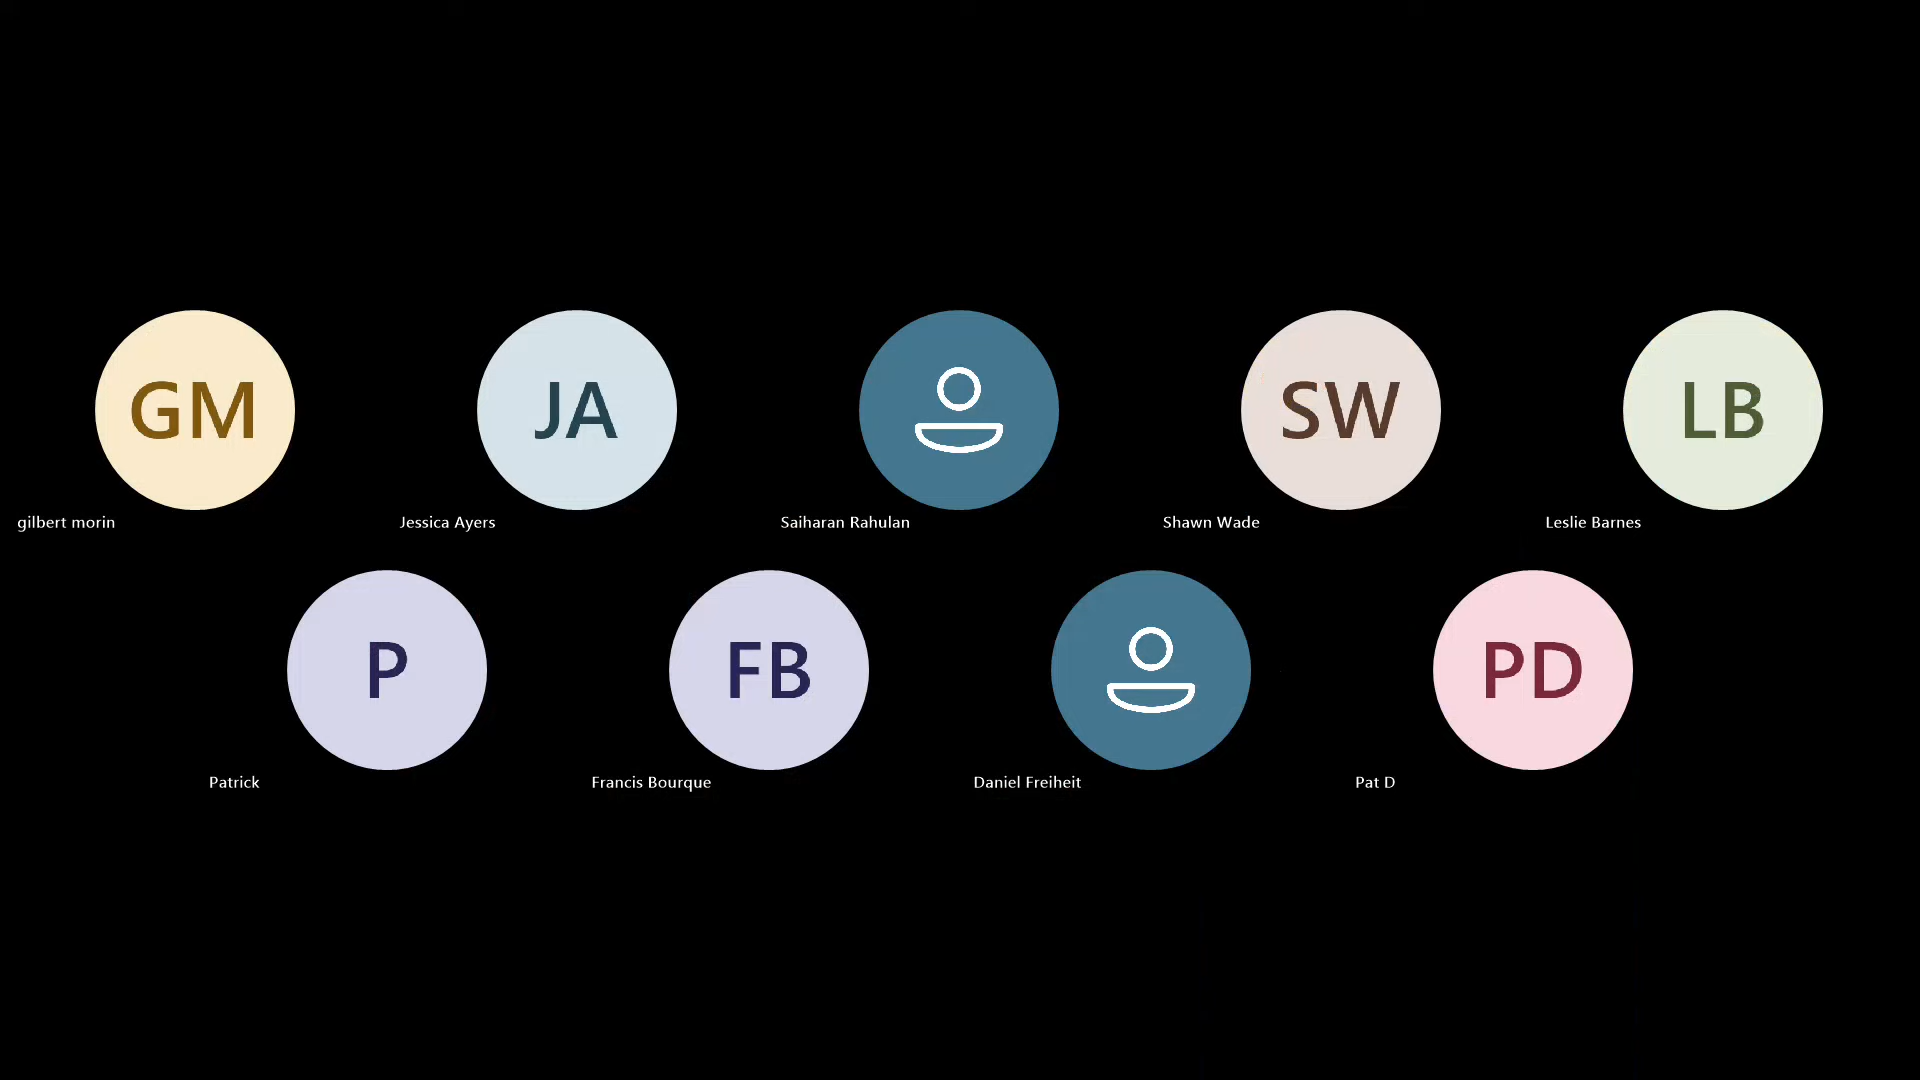 GM
JA
SW
LB
gilbert morin
Jessica Ayers
Saiharan Rahulan
Shawn Wade
Leslie Barnes
P
FB
PD
Patrick
Francis Bourque
Daniel Freiheit
Pat D